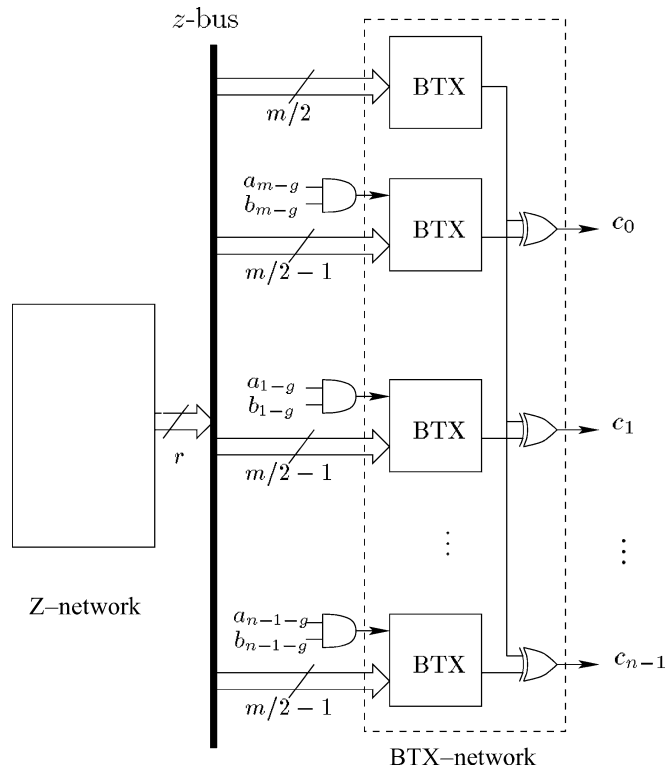 z-bus
BTX
m/2
a_{m-g}
b_{m-g}
BTX
c_0
m/2 − 1
a_{1-g}
b_{1-g}
BTX
c_1
r
m/2 − 1
⋮
⋮
Z–network
a_{n-1-g}
b_{n-1-g}
BTX
c_{n-1}
m/2 − 1
BTX–network